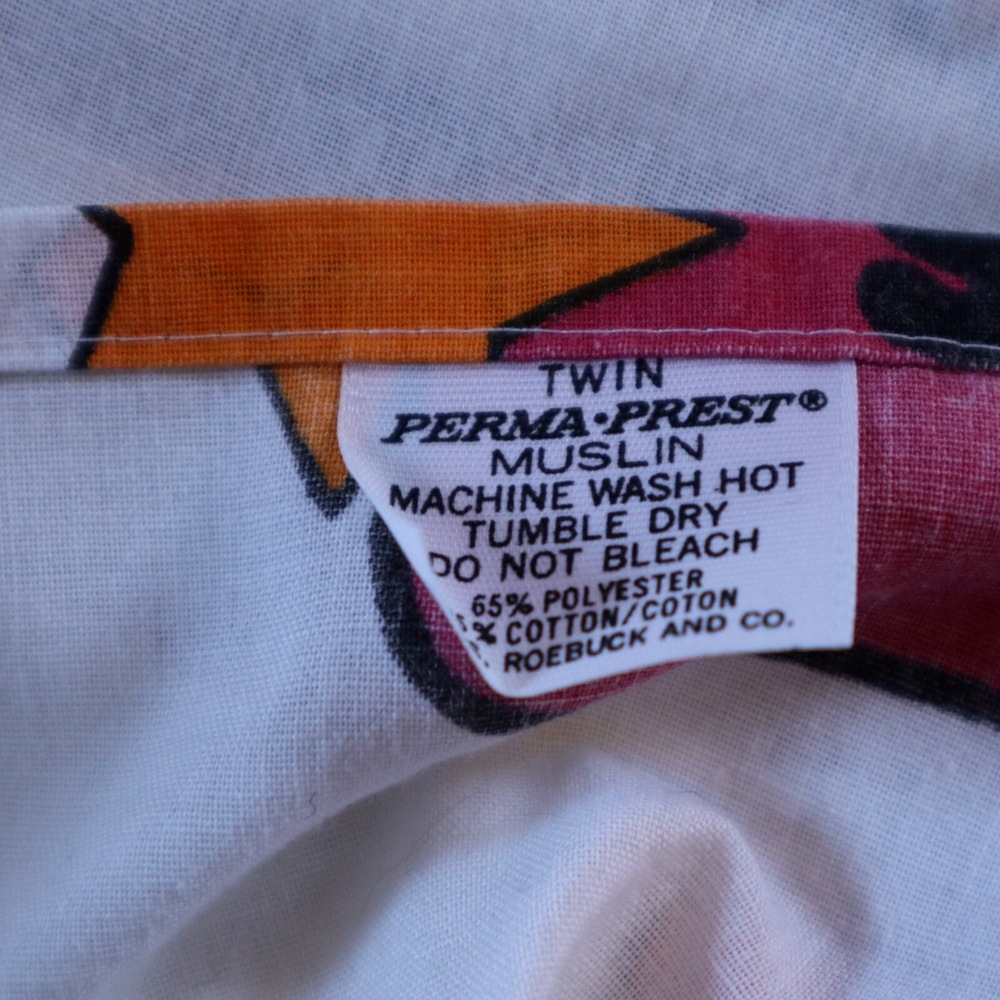 TWIN
PERMA·PREST®
MUSLIN
MACHINE WASH HOT
TUMBLE DRY
DO NOT BLEACH
65% POLYESTER
% COTTON/COTON
ROEBUCK AND CO.